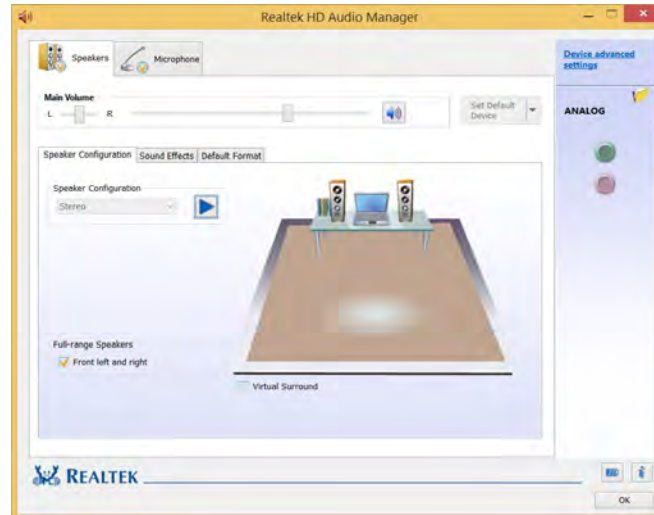 Realtek HD Audio Manager
Speakers
Microphone
Device advanced
settings
Main Volume
L
R
Set Default
Device
ANALOG
Speaker Configuration
Sound Effects
Default Format
Speaker Configuration
Stereo
Full-range Speakers
Front left and right
Virtual Surround
REALTEK
OK